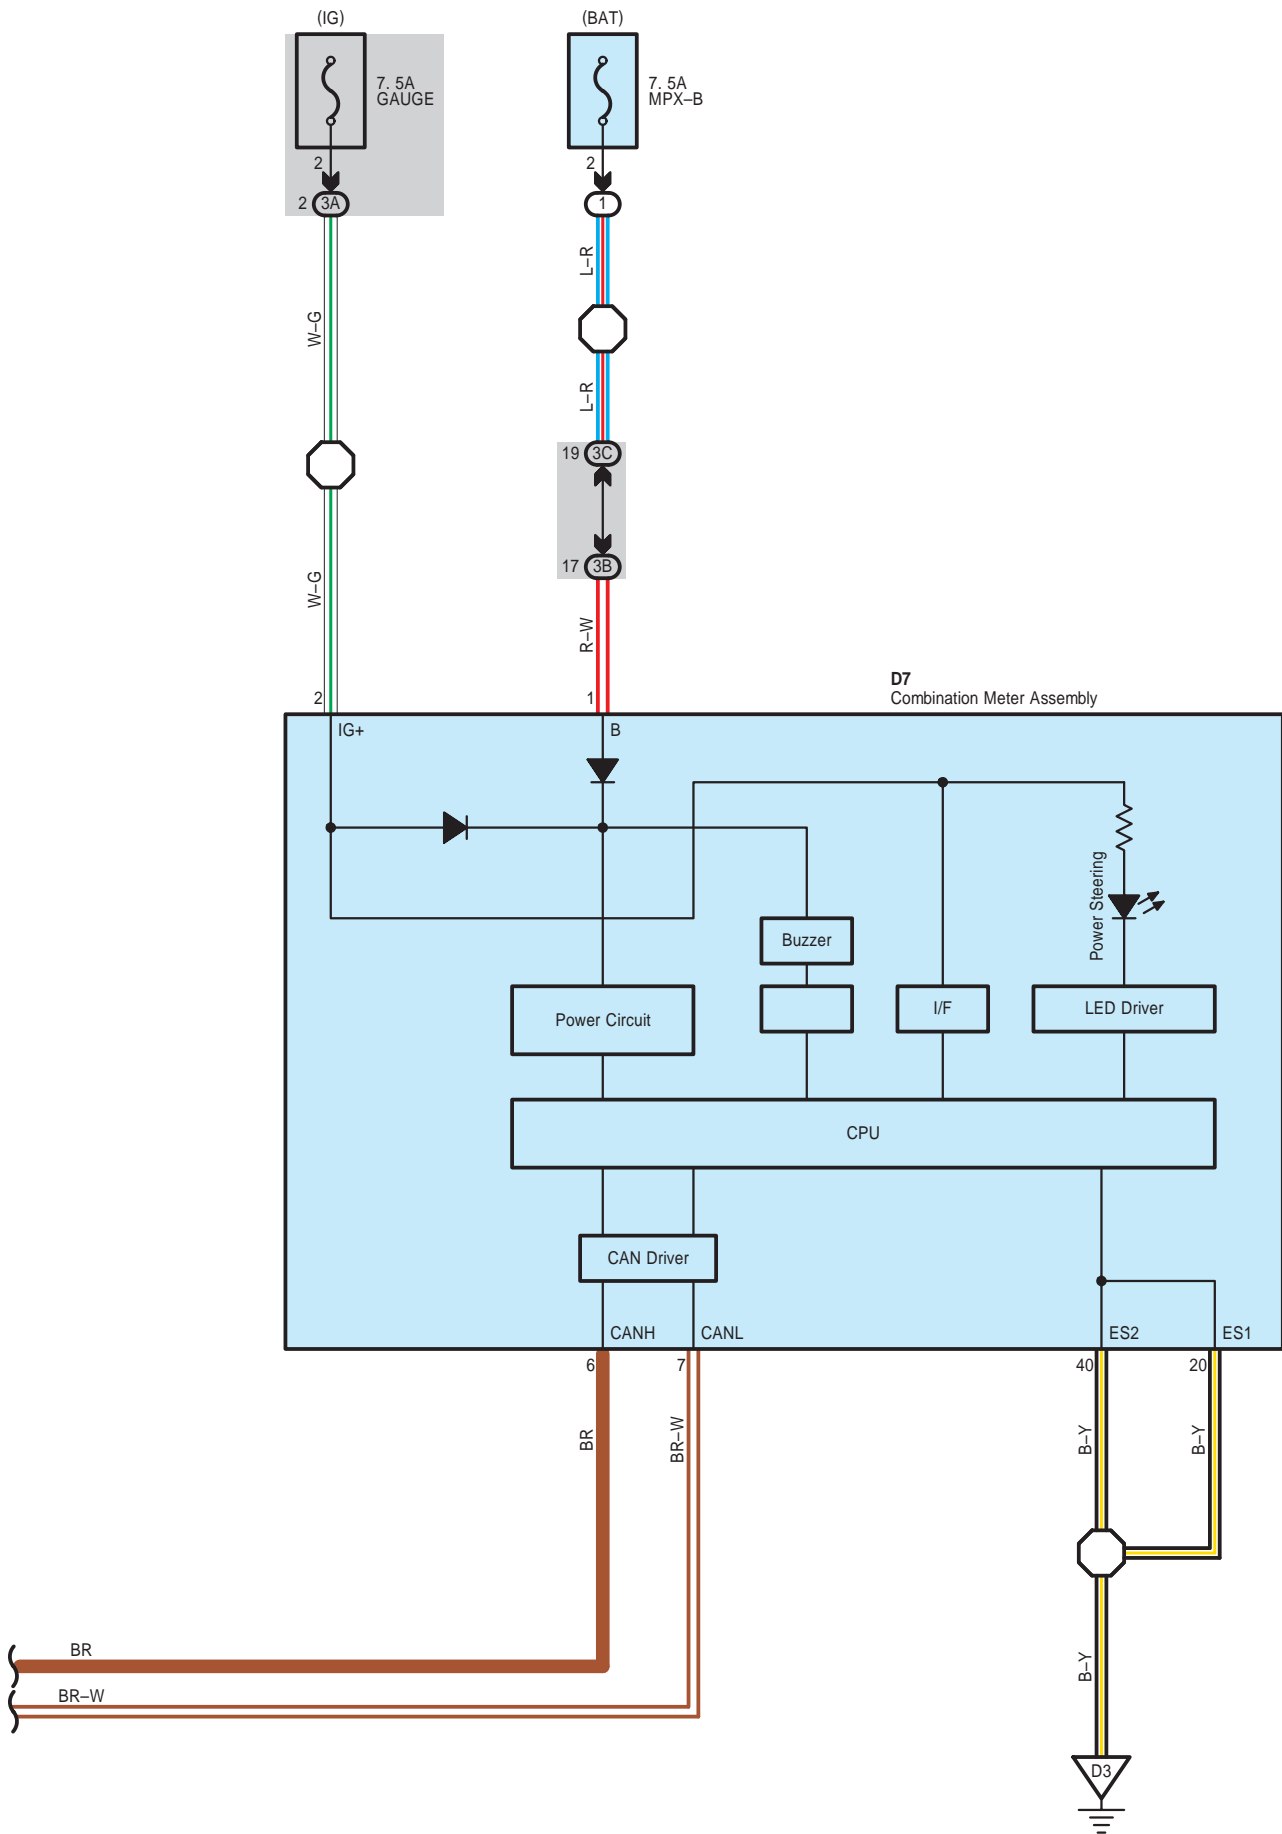 (IG)
(BAT)
7. 5A
GAUGE
7. 5A
MPX–B
2
2
2 3A
1
L–R
W–G
L–R
19 3C
17 3B
W–G
R–W
D7
Combination Meter Assembly
2
1
IG+
B
Power Steering
Buzzer
Power Circuit
I/F
LED Driver
CPU
CAN Driver
CANH
CANL
ES2
ES1
6
7
40
20
BR
BR–W
B–Y
B–Y
BR
B–Y
BR–W
D3